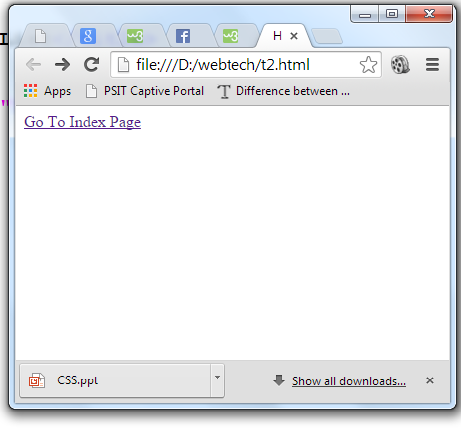 H
file:///D:/webtech/t2.html
Apps PSIT Captive Portal Difference between ...
Go To Index Page
CSS.ppt Show all downloads...